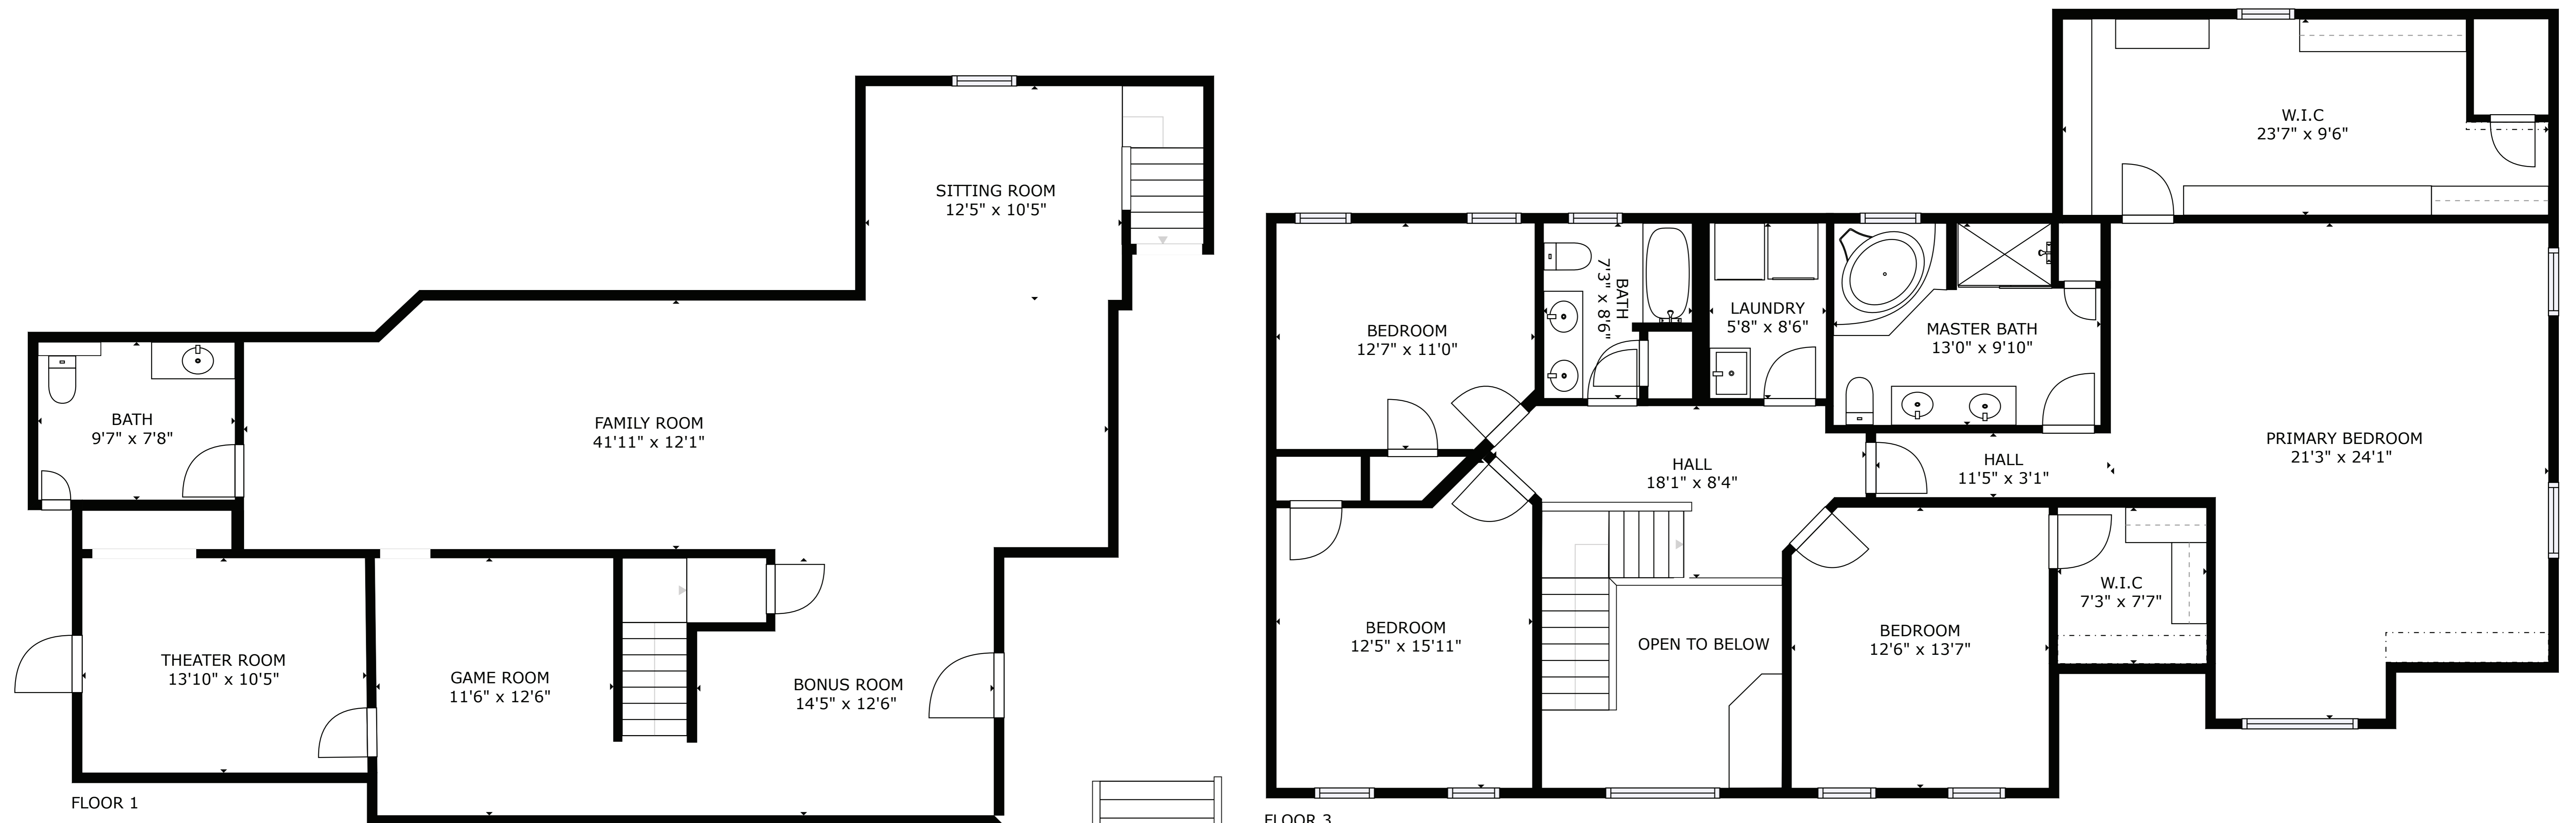 SITTING ROOM
12'5" x 10'5"
FAMILY ROOM
41'11" x 12'1"
BATH
9'7" x 7'8"
THEATER ROOM
13'10" x 10'5"
GAME ROOM
11'6" x 12'6"
BONUS ROOM
14'5" x 12'6"
FLOOR 1
W.I.C
23'7" x 9'6"
BEDROOM
12'7" x 11'0"
BATH
7'3" x 8'6"
LAUNDRY
5'8" x 8'6"
MASTER BATH
13'0" x 9'10"
PRIMARY BEDROOM
21'3" x 24'1"
HALL
18'1" x 8'4"
HALL
11'5" x 3'1"
W.I.C
7'3" x 7'7"
BEDROOM
12'5" x 15'11"
OPEN TO BELOW
BEDROOM
12'6" x 13'7"
FLOOR 3